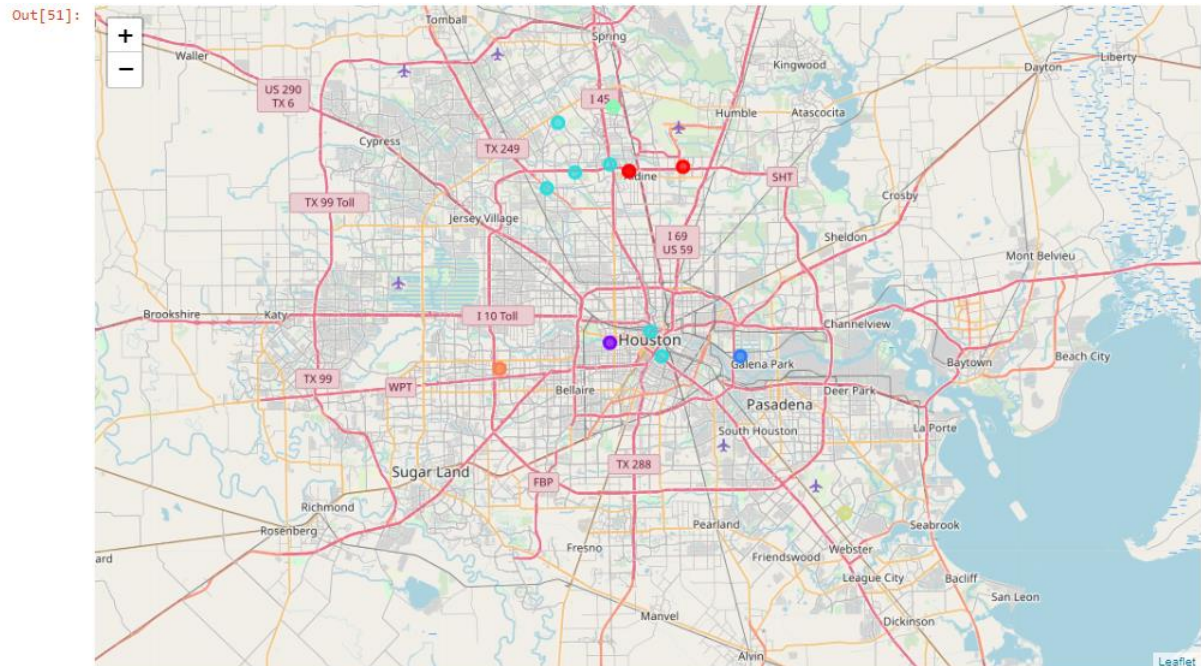 Out[51]:
+
−
Tomball
Spring
Waller
Kingwood
Dayton
Liberty
US 290
TX 6
I 45
Humble
Atascocita
Cypress
TX 249
Aldine
SHT
TX 99 Toll
Jersey Village
Crosby
I 69
US 59
Sheldon
Mont Belvieu
Brookshire
Katy
I 10 Toll
Channelview
Houston
Galena Park
Baytown
Beach City
TX 99
WPT
Bellaire
Deer Park
Pasadena
La Porte
South Houston
Sugar Land
TX 288
FBP
Richmond
Rosenberg
Pearland
Seabrook
ard
Fresno
Friendswood
Webster
League City
Bacliff
San Leon
Manvel
Dickinson
Alvin
Leaflet